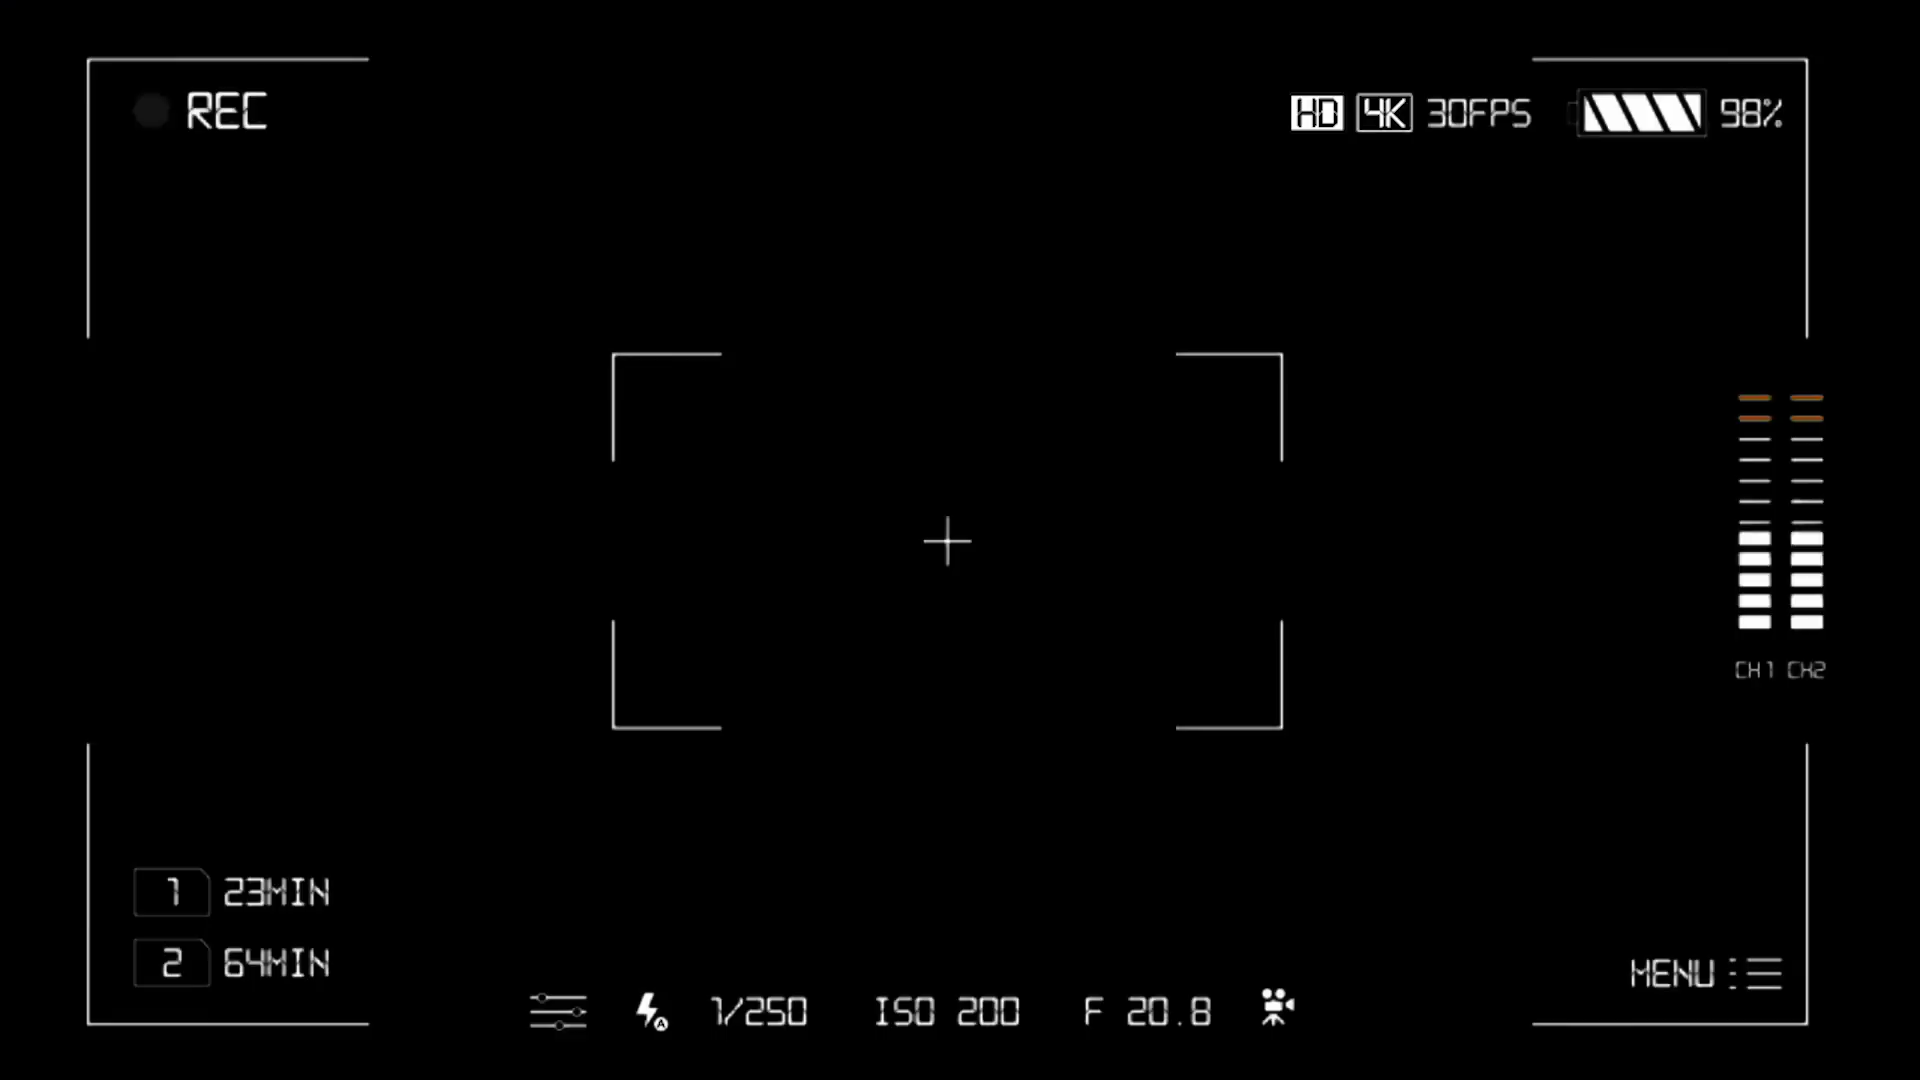 REC
HD 4K 30FPS 98%
CH1 CH2
1 23MIN
2 64MIN
MENU
A 1/250 ISO 200 F 20.8